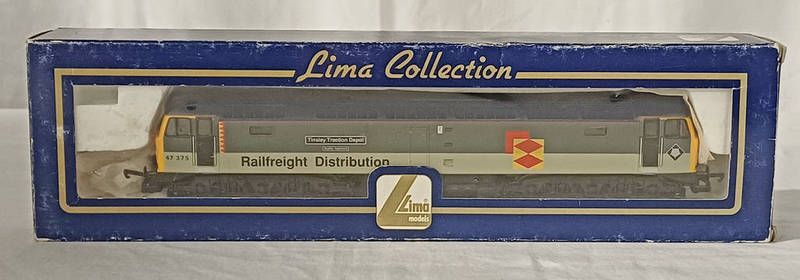 Lima Collection
Tinsley Traction Depot
47 375
Railfreight Distribution
Lima
models